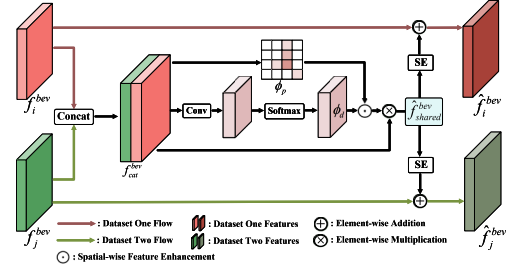 f_i^bev
Concat
f_cat^bev
Conv
Softmax
ϕ_p
ϕ_d
f̂_shared^bev
SE
SE
f̂_i^bev
f_j^bev
f̂_j^bev
: Dataset One Flow
: Dataset One Features
: Element-wise Addition
: Dataset Two Flow
: Dataset Two Features
: Element-wise Multiplication
: Spatial-wise Feature Enhancement